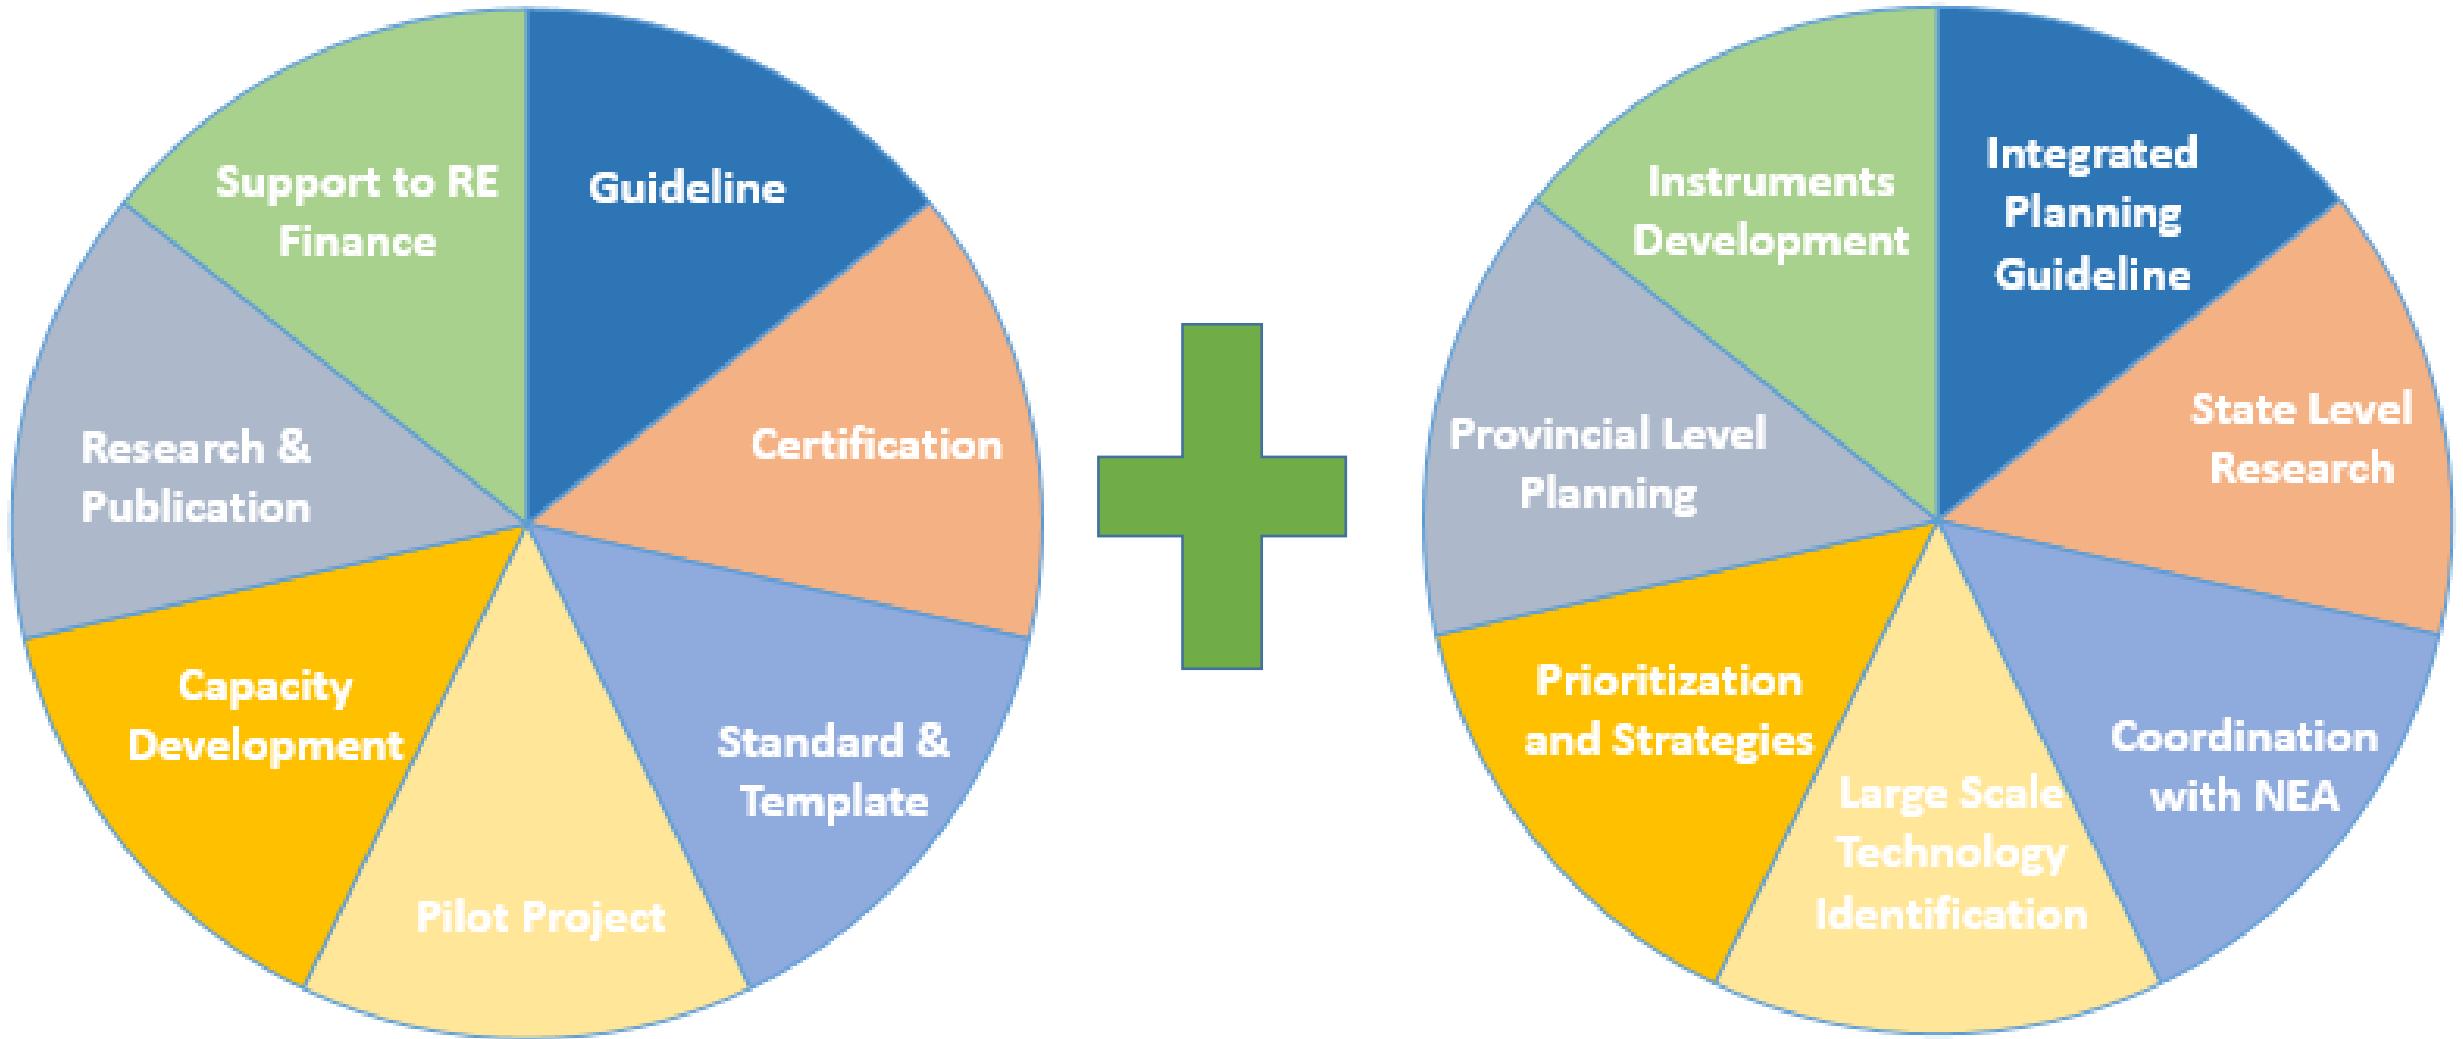 Guideline
Certification
Standard &
Template
Pilot Project
Capacity
Development
Research &
Publication
Support to RE
Finance
Integrated
Planning
Guideline
State Level
Research
Coordination
with NEA
Large Scale
Technology
Identification
Prioritization
and Strategies
Provincial Level
Planning
Instruments
Development